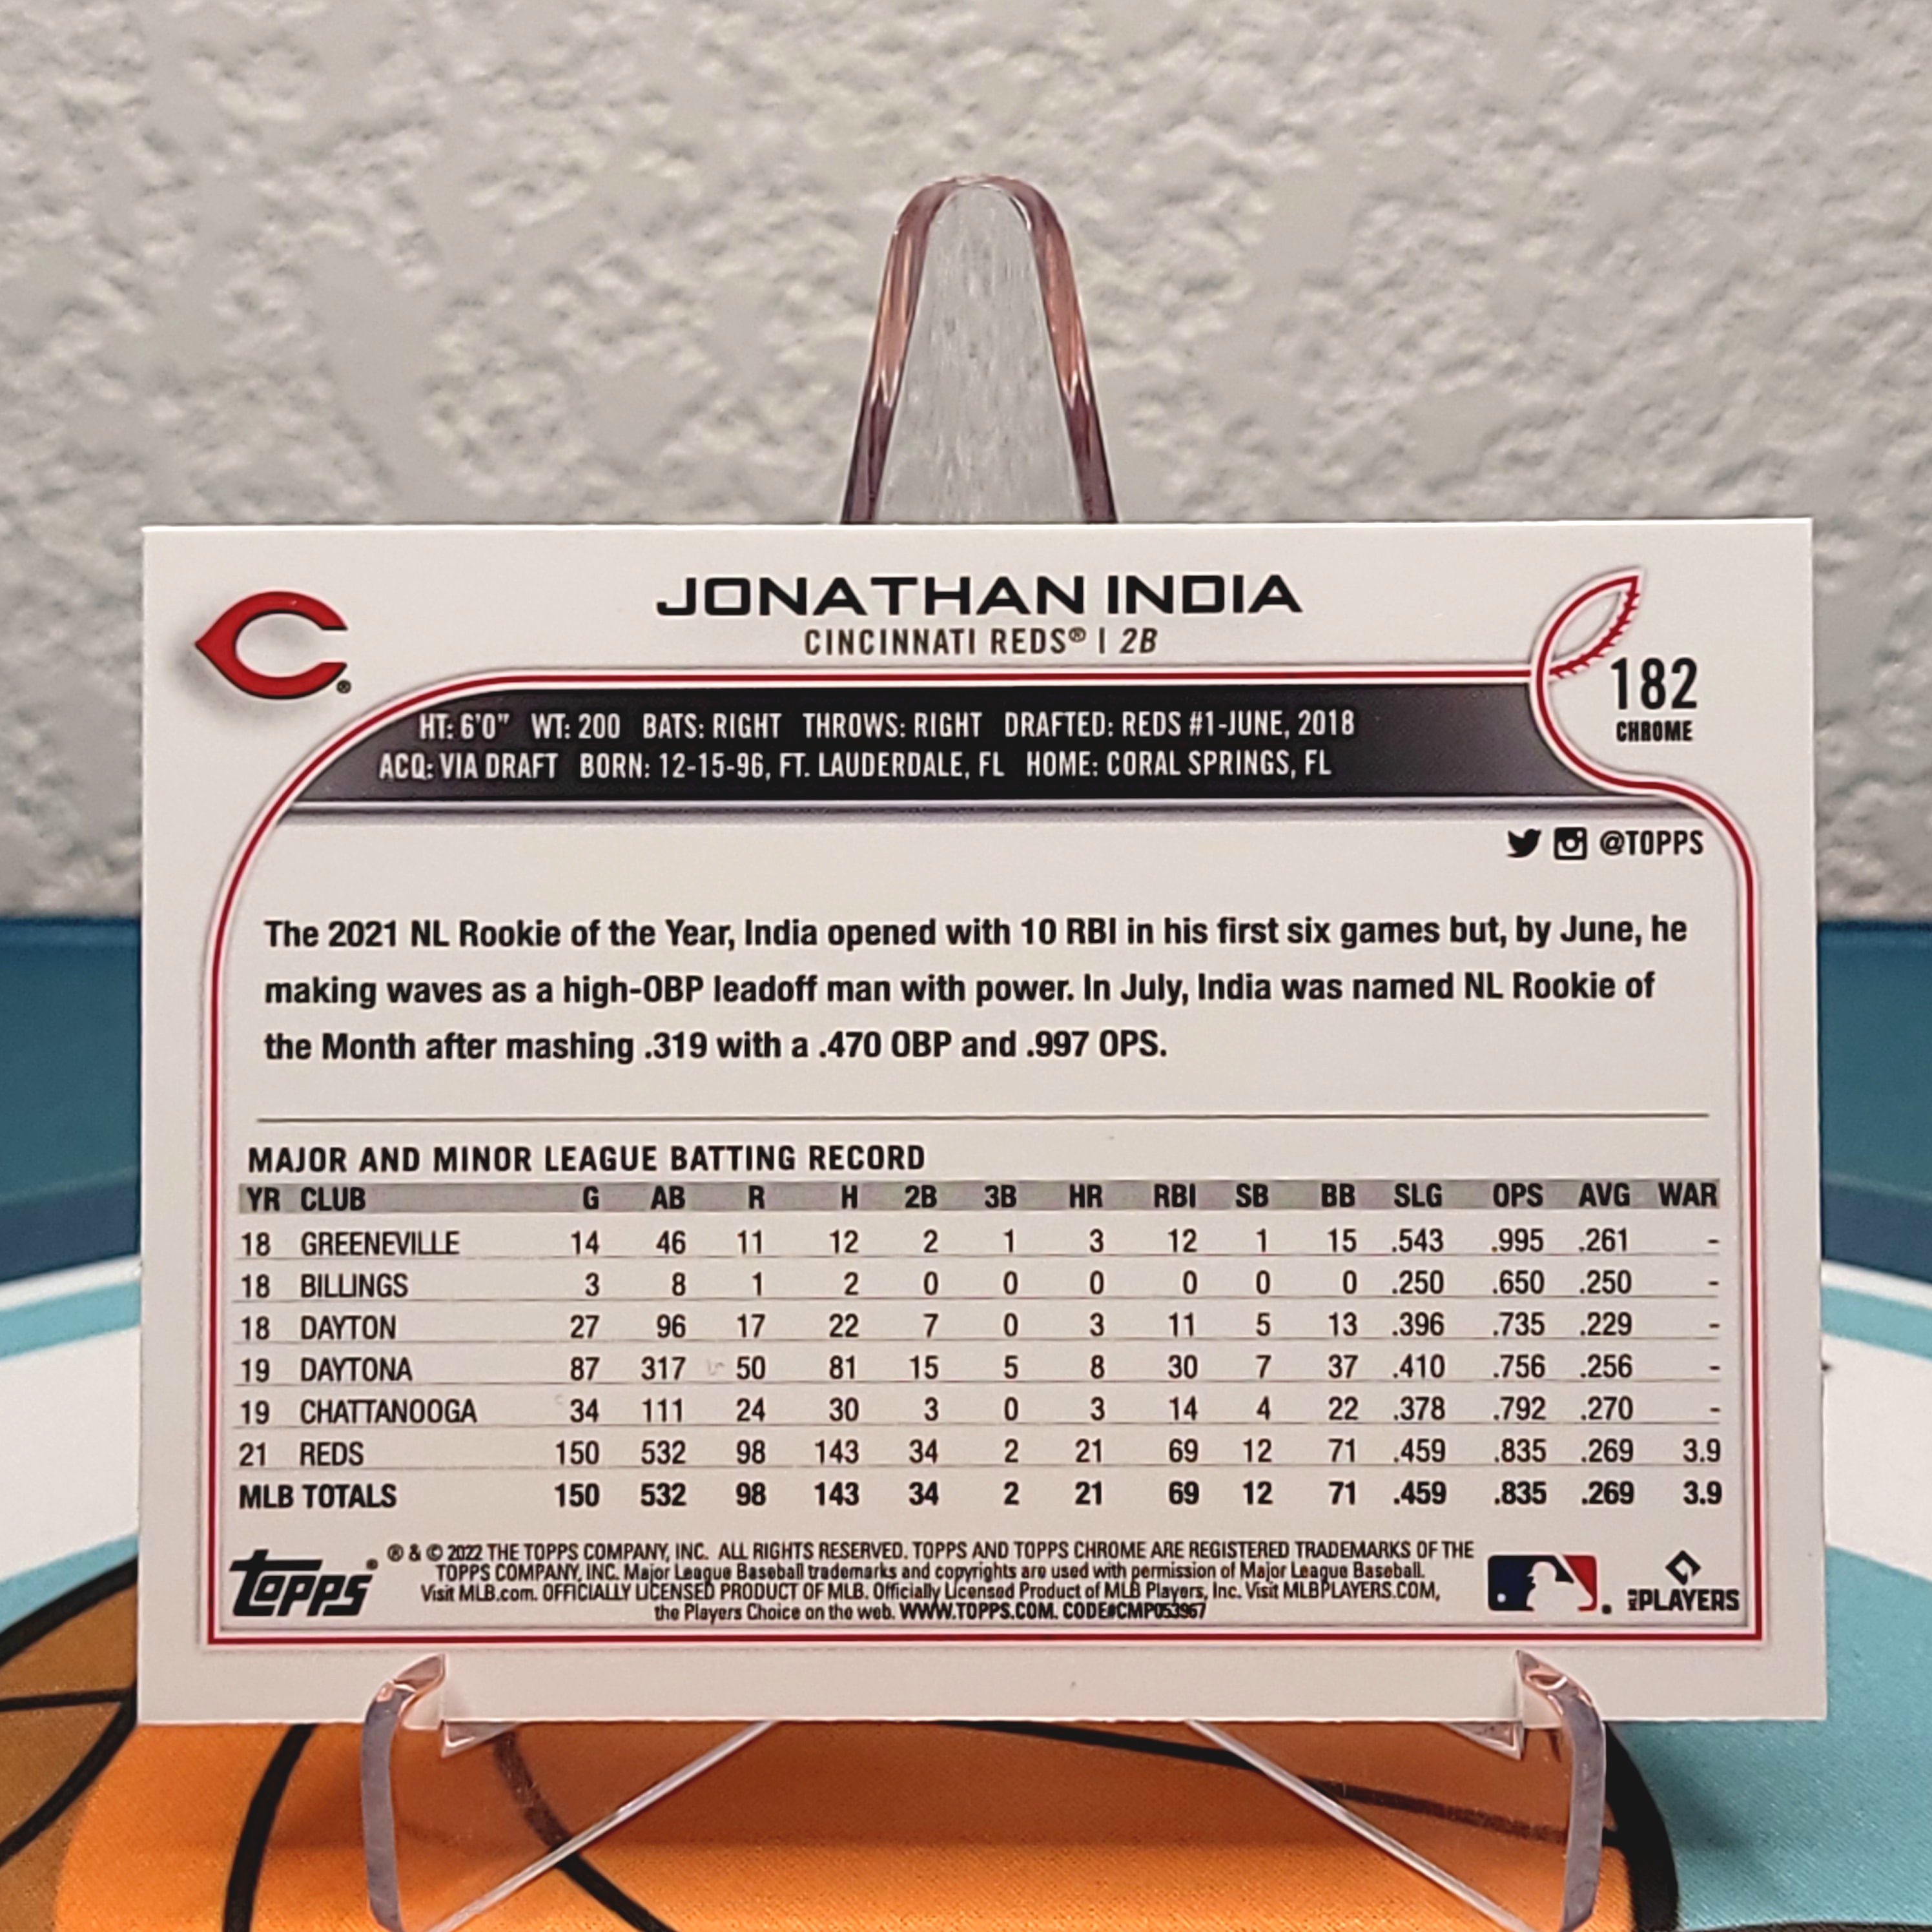 JONATHAN INDIA
CINCINNATI REDS® | 2B
182
CHROME
HT: 6'0" WT: 200 BATS: RIGHT THROWS: RIGHT DRAFTED: REDS #1-JUNE, 2018
ACQ: VIA DRAFT BORN: 12-15-96, FT. LAUDERDALE, FL HOME: CORAL SPRINGS, FL
@TOPPS
The 2021 NL Rookie of the Year, India opened with 10 RBI in his first six games but, by June, he
making waves as a high-OBP leadoff man with power. In July, India was named NL Rookie of
the Month after mashing .319 with a .470 OBP and .997 OPS.
MAJOR AND MINOR LEAGUE BATTING RECORD
YR CLUB G AB R H 2B 3B HR RBI SB BB SLG OPS AVG WAR
18 GREENEVILLE 14 46 11 12 2 1 3 12 1 15 .543 .995 .261 -
18 BILLINGS 3 8 1 2 0 0 0 0 0 0 .250 .650 .250 -
18 DAYTON 27 96 17 22 7 0 3 11 5 13 .396 .735 .229 -
19 DAYTONA 87 317 50 81 15 5 8 30 7 37 .410 .756 .256 -
19 CHATTANOOGA 34 111 24 30 3 0 3 14 4 22 .378 .792 .270 -
21 REDS 150 532 98 143 34 2 21 69 12 71 .459 .835 .269 3.9
MLB TOTALS 150 532 98 143 34 2 21 69 12 71 .459 .835 .269 3.9
® & © 2022 THE TOPPS COMPANY, INC. ALL RIGHTS RESERVED. TOPPS AND TOPPS CHROME ARE REGISTERED TRADEMARKS OF THE
TOPPS COMPANY, INC. Major League Baseball trademarks and copyrights are used with permission of Major League Baseball.
Visit MLB.com. OFFICIALLY LICENSED PRODUCT OF MLB. Officially Licensed Product of MLB Players, Inc. Visit MLBPLAYERS.COM,
the Players Choice on the web. WWW.TOPPS.COM. CODE#CMP053967
Topps®
MLB PLAYERS